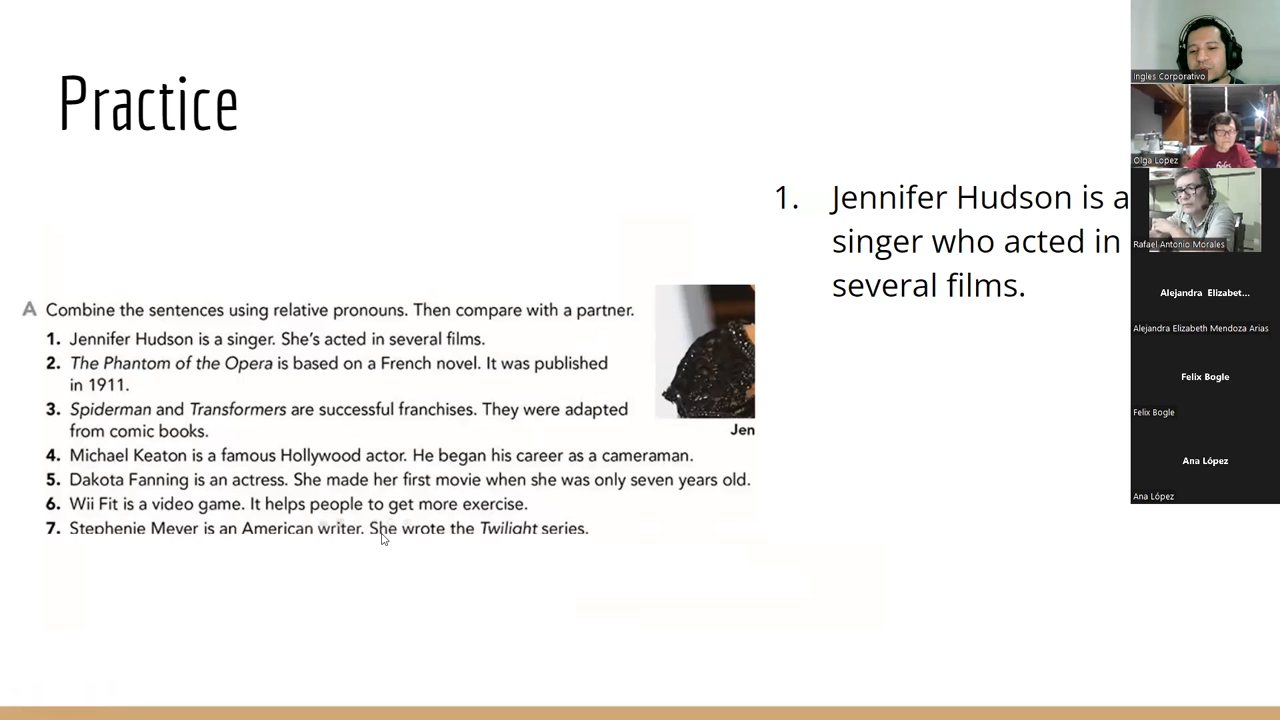 Practice
1. Jennifer Hudson is a
singer who acted in
several films.
A Combine the sentences using relative pronouns. Then compare with a partner.
1. Jennifer Hudson is a singer. She's acted in several films.
2. The Phantom of the Opera is based on a French novel. It was published
in 1911.
3. Spiderman and Transformers are successful franchises. They were adapted
from comic books.
4. Michael Keaton is a famous Hollywood actor. He began his career as a cameraman.
5. Dakota Fanning is an actress. She made her first movie when she was only seven years old.
6. Wii Fit is a video game. It helps people to get more exercise.
7. Stephenie Meyer is an American writer. She wrote the Twilight series.
Jen
Ingles Corporativo
Olga Lopez
Rafael Antonio Morales
Alejandra Elizabet...
Alejandra Elizabeth Mendoza Arias
Felix Bogle
Felix Bogle
Ana López
Ana López